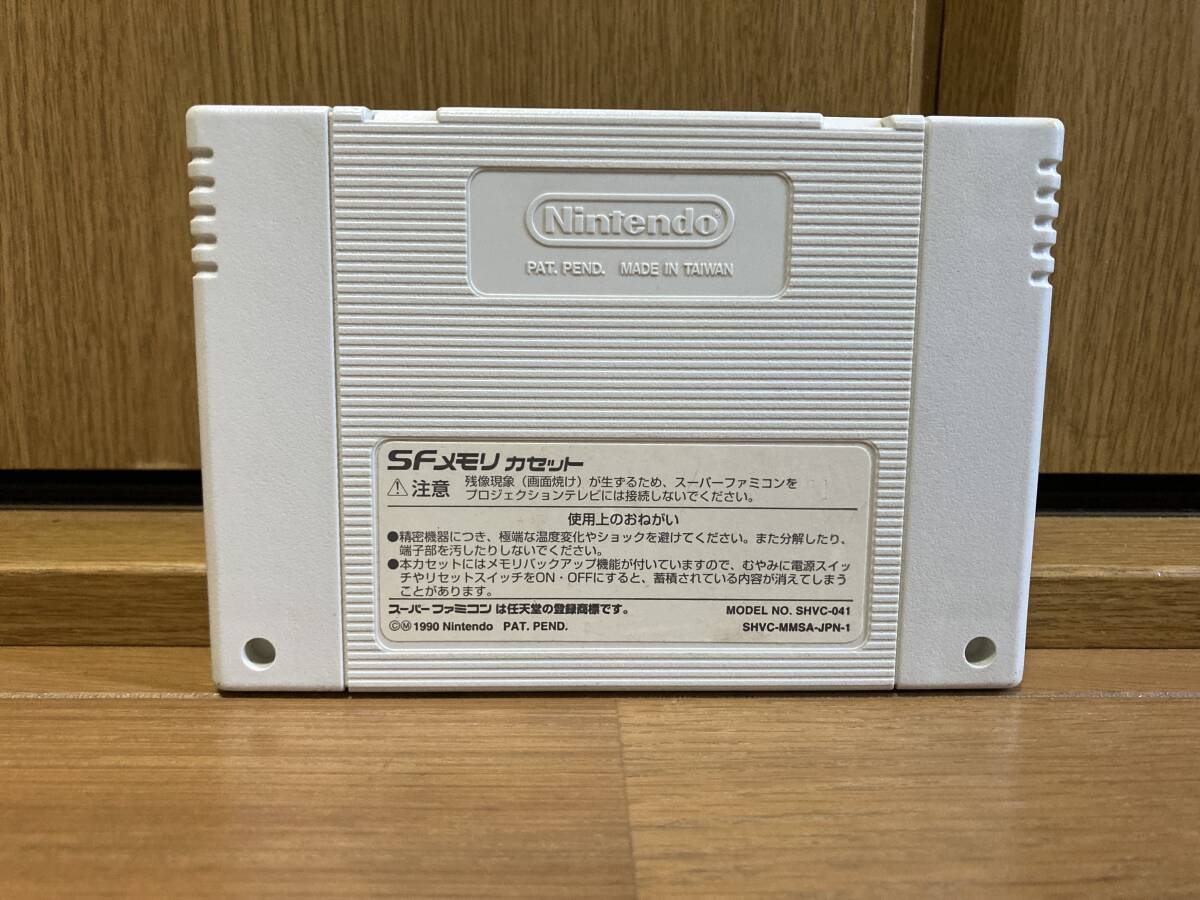 Nintendo®
PAT. PEND. MADE IN TAIWAN
SFメモリ カセット
⚠注意 残像現象（画面焼け）が生ずるため、スーパーファミコンを
プロジェクションテレビには接続しないでください。
使用上のおねがい
●精密機器につき、極端な温度変化やショックを避けてください。また分解したり、
端子部を汚したりしないでください。
●本カセットにはメモリバックアップ機能が付いていますので、むやみに電源スイッ
チやリセットスイッチをON・OFFにすると、蓄積されている内容が消えてしまう
ことがあります。
スーパーファミコン は任天堂の登録商標です。 MODEL NO. SHVC-041
©Ⓜ1990 Nintendo PAT. PEND. SHVC-MMSA-JPN-1